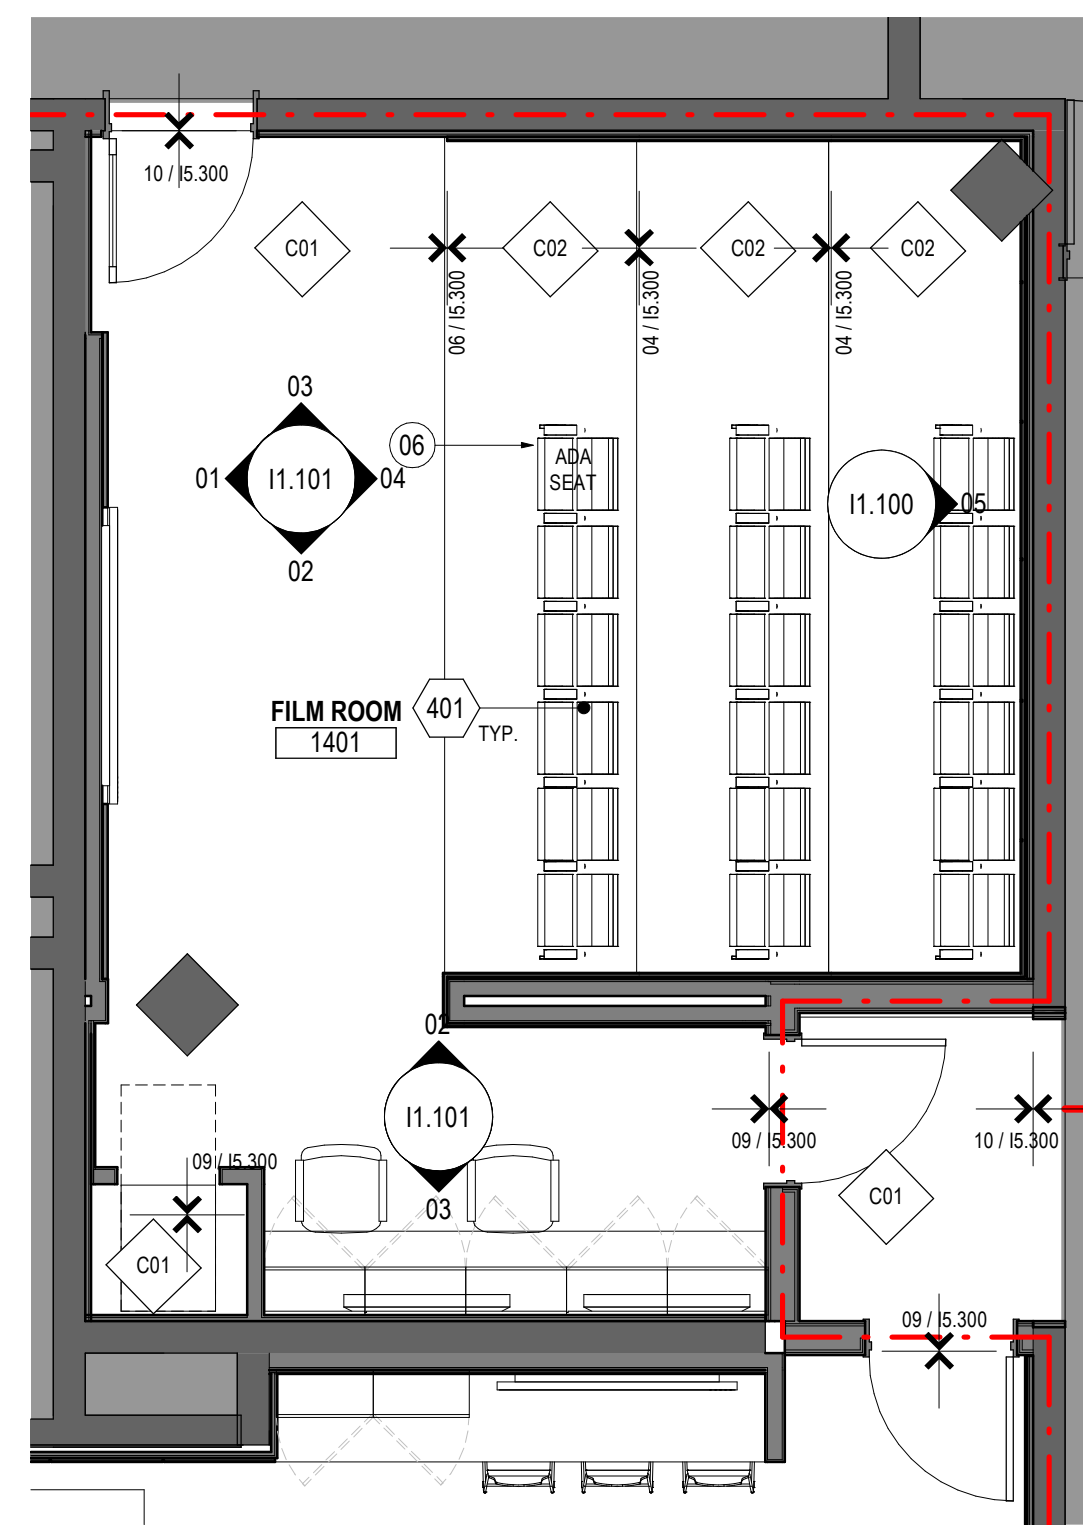 10 / I5.300
C01
C02
C02
C02
06 / I5.300
04 / I5.300
04 / I5.300
03
01
I1.101
04
02
06
ADA
SEAT
I1.100
05
FILM ROOM
1401
401
TYP.
02
I1.101
03
09 / I5.300
10 / I5.300
09 / I5.300
C01
C01
09 / I5.300